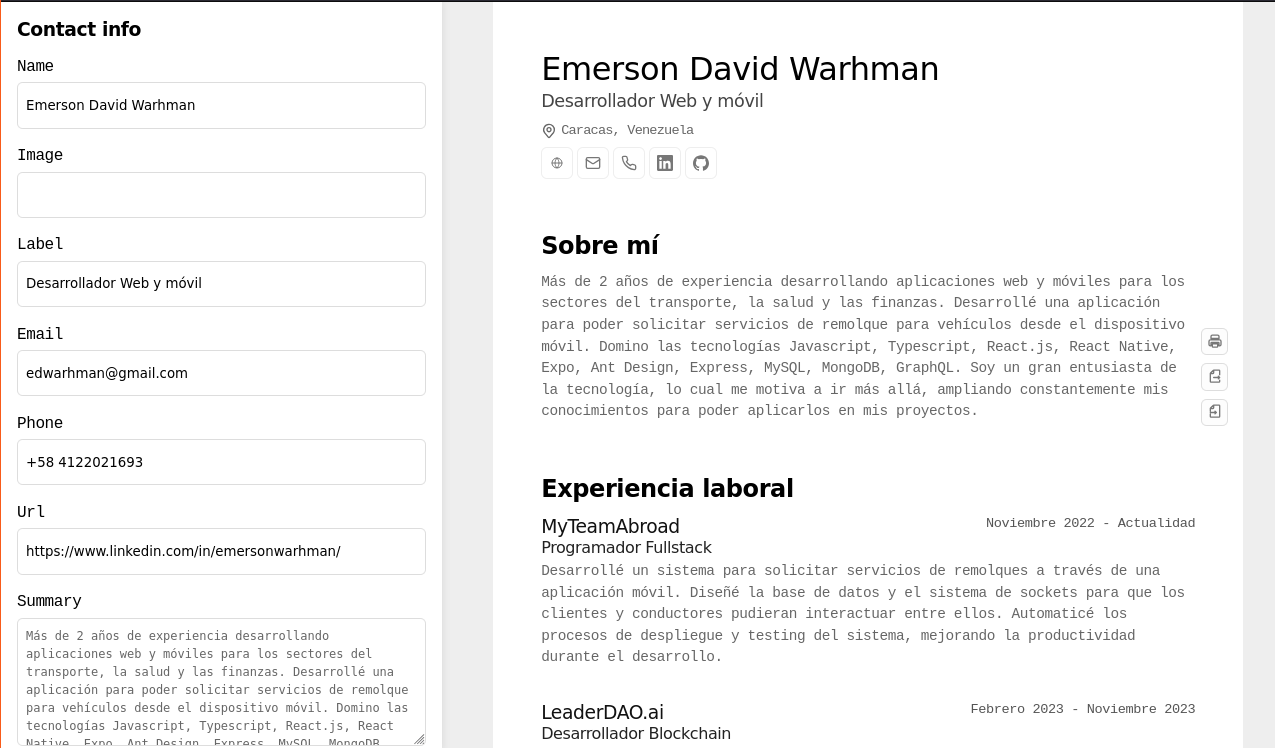 Contact info
Name
Emerson David Warhman
Image
Label
Desarrollador Web y móvil
Email
edwarhman@gmail.com
Phone
+58 4122021693
Url
https://www.linkedin.com/in/emersonwarhman/
Summary
Más de 2 años de experiencia desarrollando
aplicaciones web y móviles para los sectores del
transporte, la salud y las finanzas. Desarrollé una
aplicación para poder solicitar servicios de remolque
para vehículos desde el dispositivo móvil. Domino las
tecnologías Javascript, Typescript, React.js, React
Native, Expo, Ant Design, Express, MySQL, MongoDB,
Emerson David Warhman
Desarrollador Web y móvil
Caracas, Venezuela
in
Sobre mí
Más de 2 años de experiencia desarrollando aplicaciones web y móviles para los
sectores del transporte, la salud y las finanzas. Desarrollé una aplicación
para poder solicitar servicios de remolque para vehículos desde el dispositivo
móvil. Domino las tecnologías Javascript, Typescript, React.js, React Native,
Expo, Ant Design, Express, MySQL, MongoDB, GraphQL. Soy un gran entusiasta de
la tecnología, lo cual me motiva a ir más allá, ampliando constantemente mis
conocimientos para poder aplicarlos en mis proyectos.
Experiencia laboral
MyTeamAbroad
Noviembre 2022 - Actualidad
Programador Fullstack
Desarrollé un sistema para solicitar servicios de remolques a través de una
aplicación móvil. Diseñé la base de datos y el sistema de sockets para que los
clientes y conductores pudieran interactuar entre ellos. Automaticé los
procesos de despliegue y testing del sistema, mejorando la productividad
durante el desarrollo.
LeaderDAO.ai
Febrero 2023 - Noviembre 2023
Desarrollador Blockchain